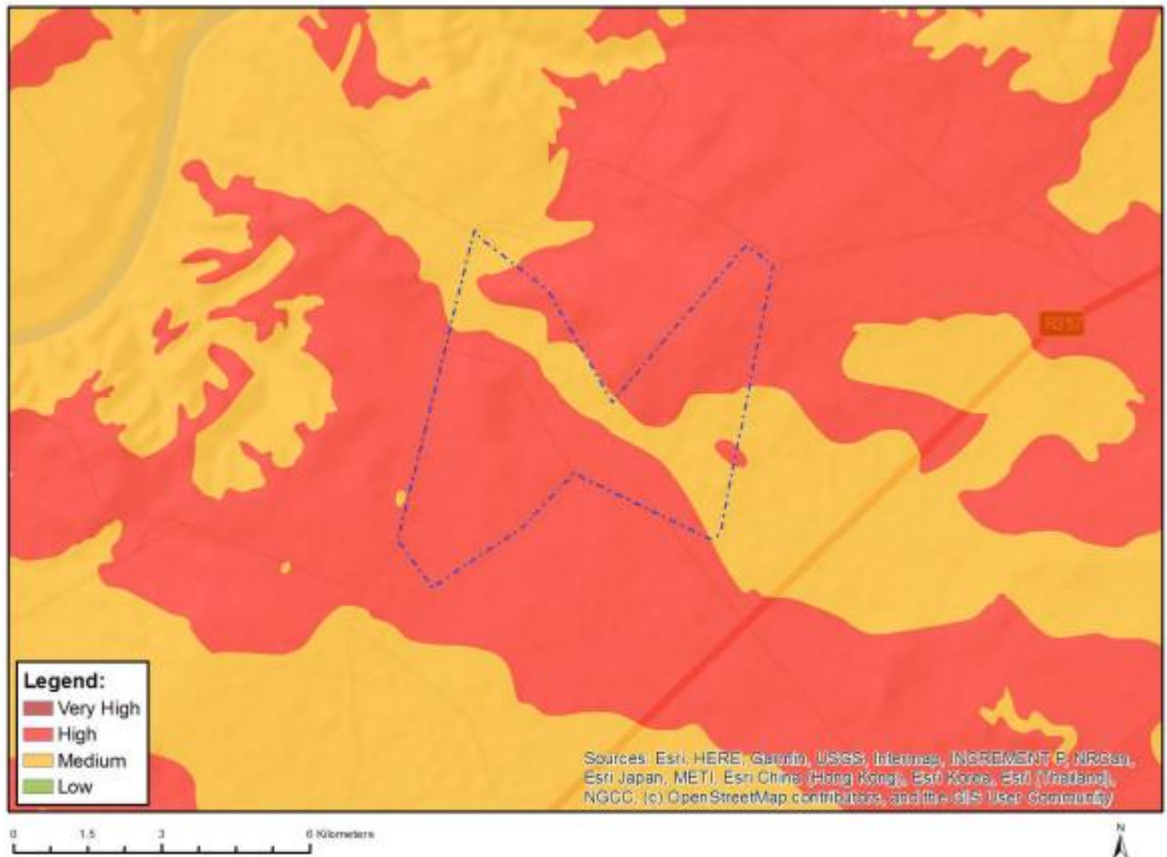 Legend:
Very High
High
Medium
Low
Sources: Esri, HERE, Garmin, USGS, Intermap, INCREMENT P, NRCan,
Esri Japan, METI, Esri China (Hong Kong), Esri Korea, Esri (Thailand),
NGCC, (c) OpenStreetMap contributors, and the GIS User Community
0 1.5 3 6 Kilometers
N